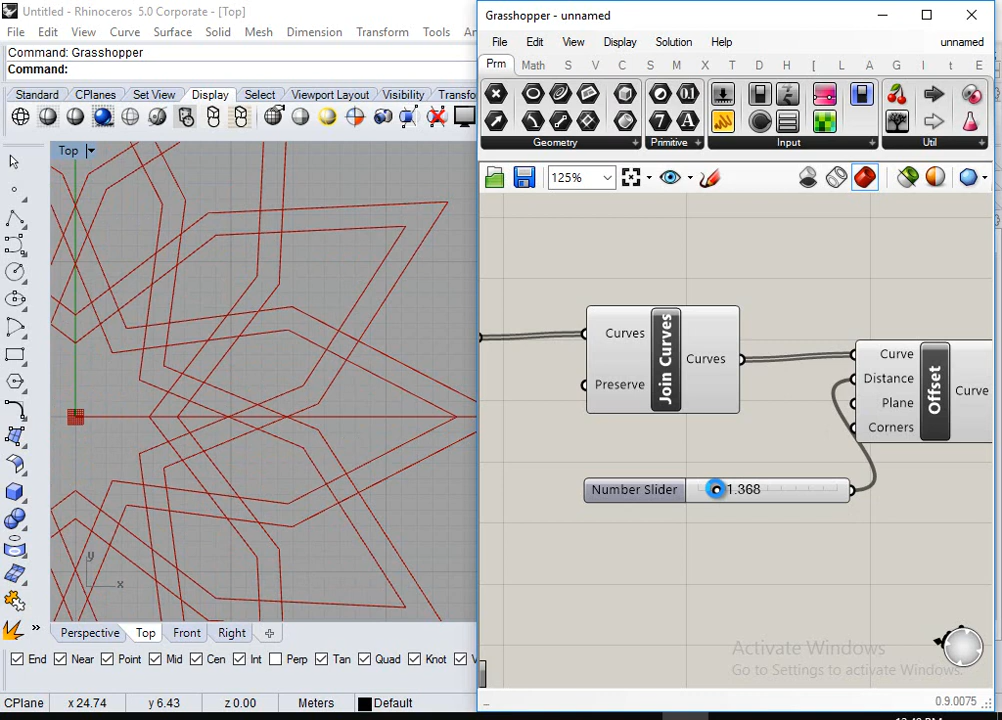 Untitled - Rhinoceros 5.0 Corporate - [Top]
File Edit View Curve Surface Solid Mesh Dimension Transform Tools
Command: Grasshopper
Command:
Standard CPlanes Set View Display Select Viewport Layout Visibility
Top
y
x
Perspective Top Front Right
End Near Point Mid Cen Int Perp Tan Quad Knot
CPlane x 24.74 y 6.43 z 0.00 Meters Default
Grasshopper - unnamed
File Edit View Display Solution Help unnamed
Prm Math S V C S M X T D H [ L A G I t E
0.1
7 A
Geometry Primitive Input Util
125%
Curves
Preserve
Join Curves
Curves
Curve
Distance
Plane
Corners
Offset
Curve
Number Slider 1.368
Activate Windows
Go to Settings to activate Windows.
0.9.0075